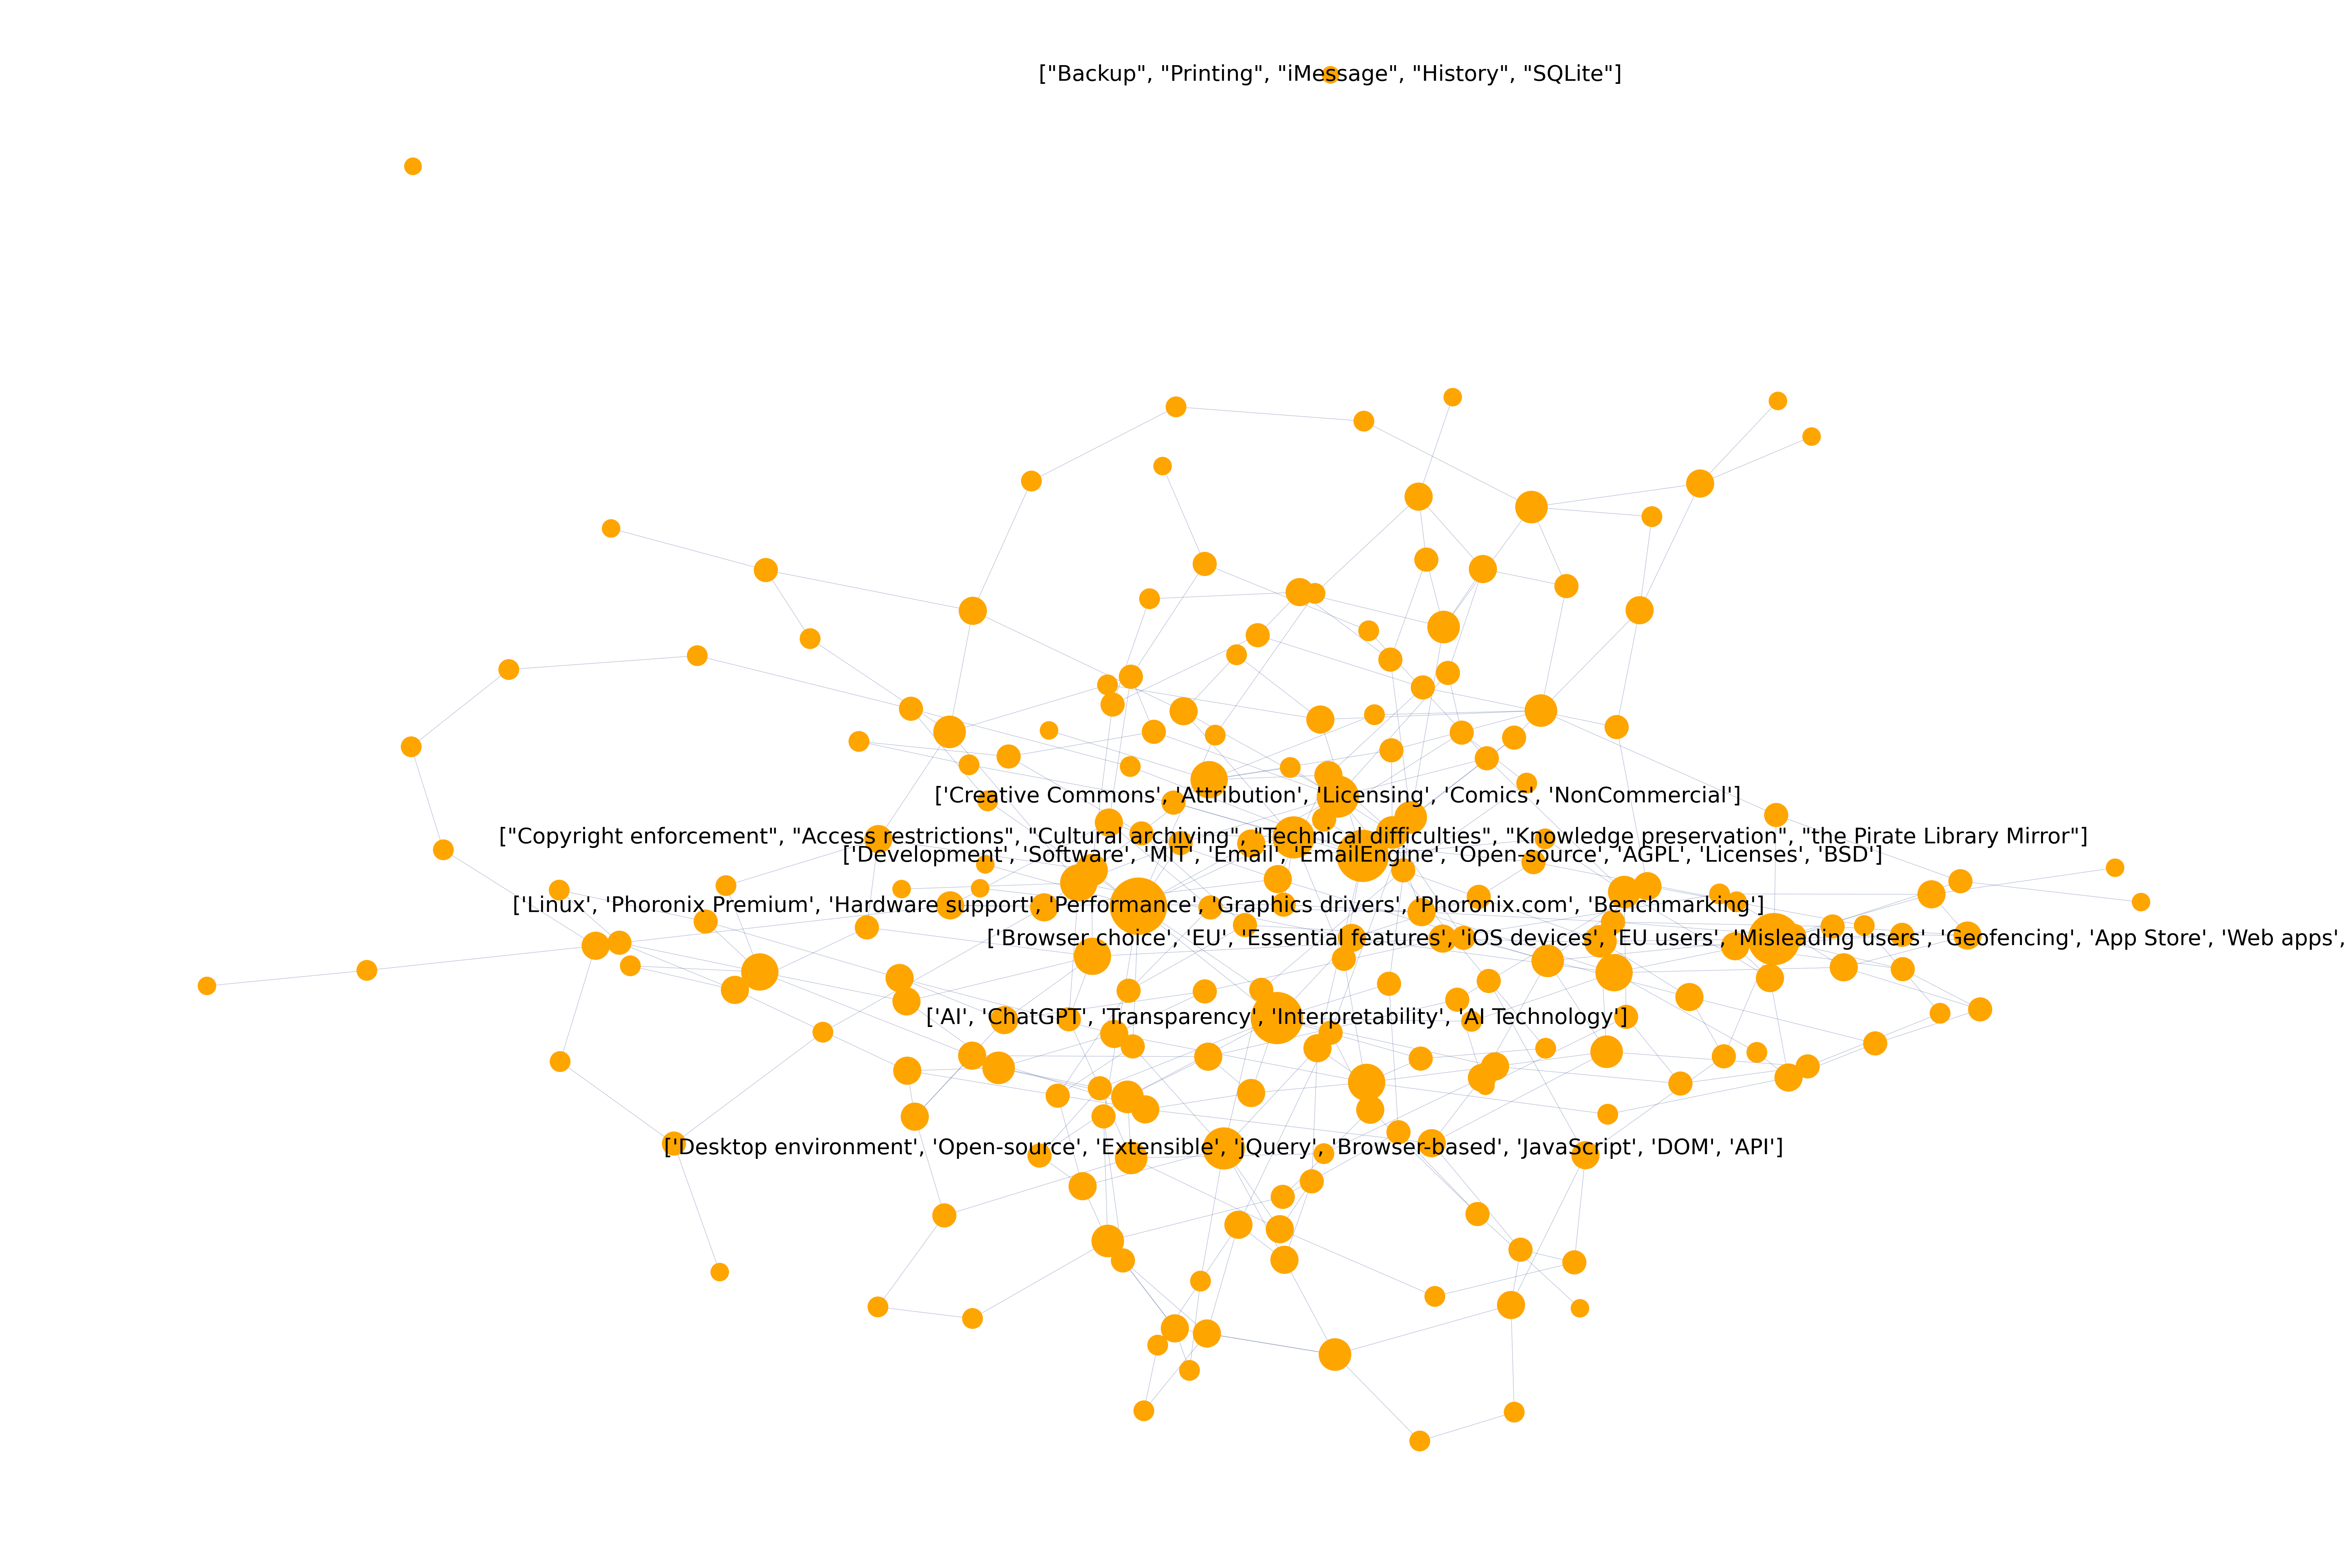 ["Backup", "Printing", "iMessage", "History", "SQLite"]
['Creative Commons', 'Attribution', 'Licensing', 'Comics', 'NonCommercial']
["Copyright enforcement", "Access restrictions", "Cultural archiving", "Technical difficulties", "Knowledge preservation", "the Pirate Library Mirror"]
['Development', 'Software', 'MIT', 'Email', 'EmailEngine', 'Open-source', 'AGPL', 'Licenses', 'BSD']
['Linux', 'Phoronix Premium', 'Hardware support', 'Performance', 'Graphics drivers', 'Phoronix.com', 'Benchmarking']
['Browser choice', 'EU', 'Essential features', 'iOS devices', 'EU users', 'Misleading users', 'Geofencing', 'App Store', 'Web apps',
['AI', 'ChatGPT', 'Transparency', 'Interpretability', 'AI Technology']
['Desktop environment', 'Open-source', 'Extensible', 'jQuery', 'Browser-based', 'JavaScript', 'DOM', 'API']